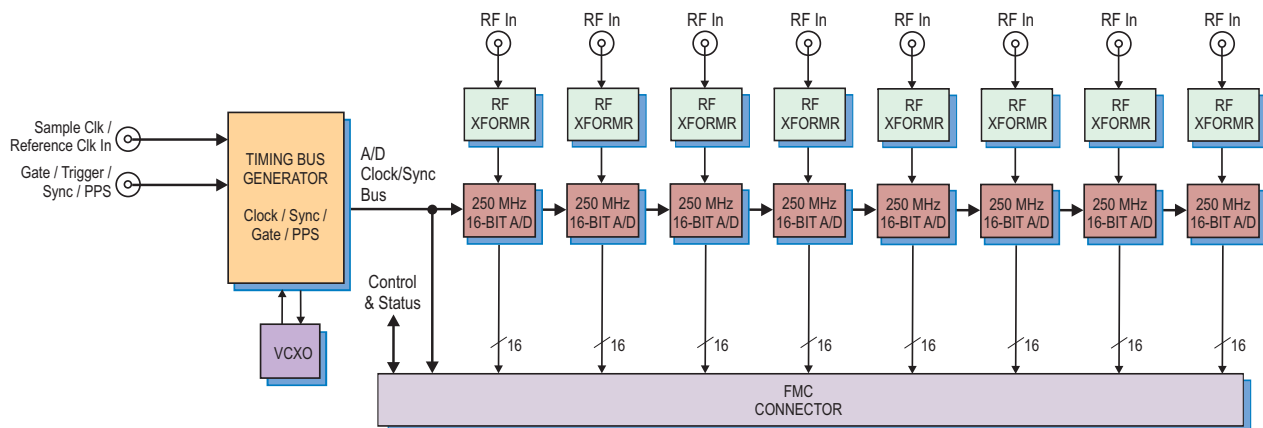 RF In
RF In
RF In
RF In
RF In
RF In
RF In
RF In
RF
XFORMR
RF
XFORMR
RF
XFORMR
RF
XFORMR
RF
XFORMR
RF
XFORMR
RF
XFORMR
RF
XFORMR
Sample Clk /
Reference Clk In
Gate / Trigger /
Sync / PPS
TIMING BUS
GENERATOR
Clock / Sync /
Gate / PPS
A/D
Clock/Sync
Bus
250 MHz
16-BIT A/D
250 MHz
16-BIT A/D
250 MHz
16-BIT A/D
250 MHz
16-BIT A/D
250 MHz
16-BIT A/D
250 MHz
16-BIT A/D
250 MHz
16-BIT A/D
250 MHz
16-BIT A/D
Control
& Status
VCXO
16
16
16
16
16
16
16
16
FMC
CONNECTOR